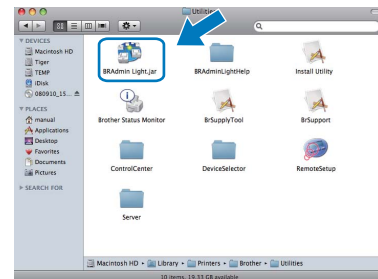 Utilities
DEVICES
Macintosh HD
Tiger
TEMP
iDisk
080910_15...
PLACES
manual
Applications
Desktop
Favorites
Documents
Pictures
SEARCH FOR
BRAdmin Light.jar
BRAdminLightHelp
Install Utility
Brother Status Monitor
BrSupplyTool
BrSupport
ControlCenter
DeviceSelector
RemoteSetup
Server
Macintosh HD ▸ Library ▸ Printers ▸ Brother ▸ Utilities
10 items, 19.33 GB available